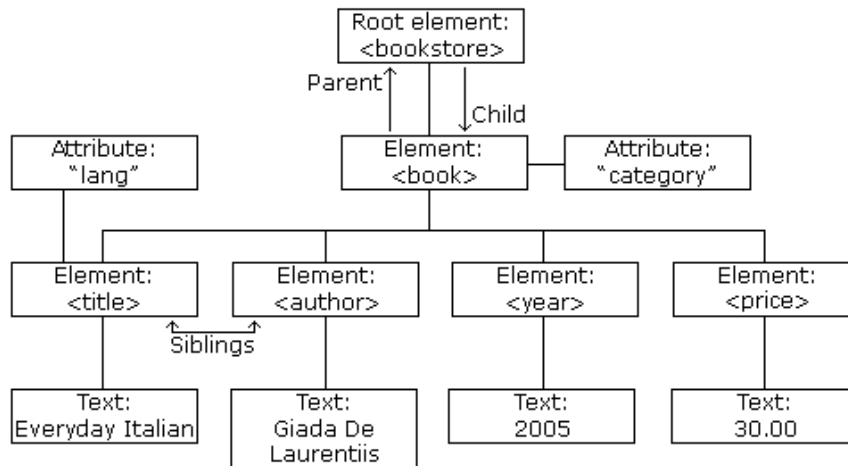 Root element:
<bookstore>
Parent
Child
Attribute:
“lang”
Element:
<book>
Attribute:
“category”
Element:
<title>
Element:
<author>
Element:
<year>
Element:
<price>
Siblings
Text:
Everyday Italian
Text:
Giada De
Laurentiis
Text:
2005
Text:
30.00